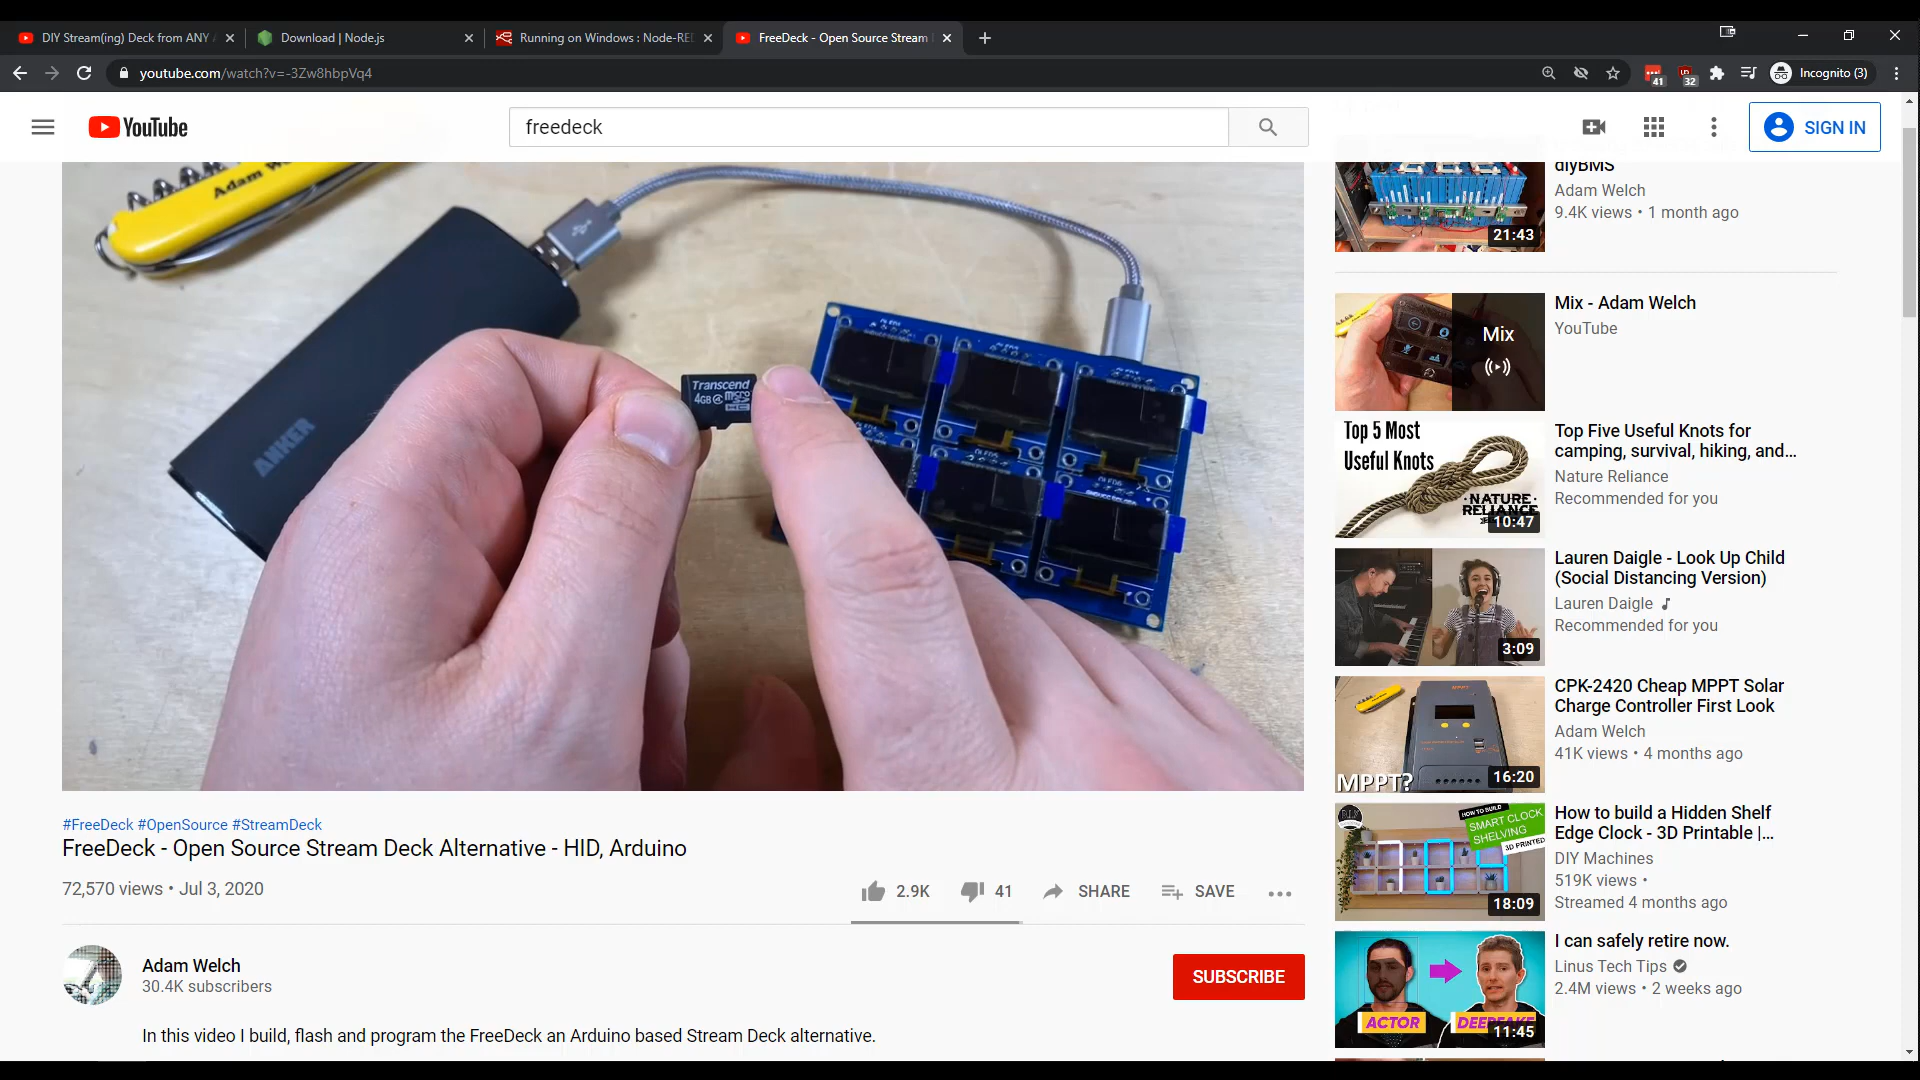 DIY Stream(ing) Deck from ANY
Download | Node.js
Running on Windows : Node-RED
FreeDeck - Open Source Stream
youtube.com/watch?v=-3Zw8hbpVq4
41
32
Incognito (3)
YouTube
freedeck
SIGN IN
Adam W
ANKER
Transcend
4GB
micro
HC
diyBMS
Adam Welch
9.4K views • 1 month ago
21:43
Mix - Adam Welch
YouTube
Mix
Top 5 Most
Useful Knots
NATURE
RELIANCE
10:47
Top Five Useful Knots for
camping, survival, hiking, and...
Nature Reliance
Recommended for you
Lauren Daigle - Look Up Child
(Social Distancing Version)
Lauren Daigle
Recommended for you
3:09
CPK-2420 Cheap MPPT Solar
Charge Controller First Look
Adam Welch
41K views • 4 months ago
MPPT?
16:20
HOW TO BUILD
SMART CLOCK
SHELVING
3D PRINTED
18:09
How to build a Hidden Shelf
Edge Clock - 3D Printable |...
DIY Machines
519K views •
Streamed 4 months ago
ACTOR
DEEPFAKE
11:45
I can safely retire now.
Linus Tech Tips
2.4M views • 2 weeks ago
#FreeDeck #OpenSource #StreamDeck
FreeDeck - Open Source Stream Deck Alternative - HID, Arduino
72,570 views • Jul 3, 2020
2.9K
41
SHARE
SAVE
Adam Welch
30.4K subscribers
SUBSCRIBE
In this video I build, flash and program the FreeDeck an Arduino based Stream Deck alternative.